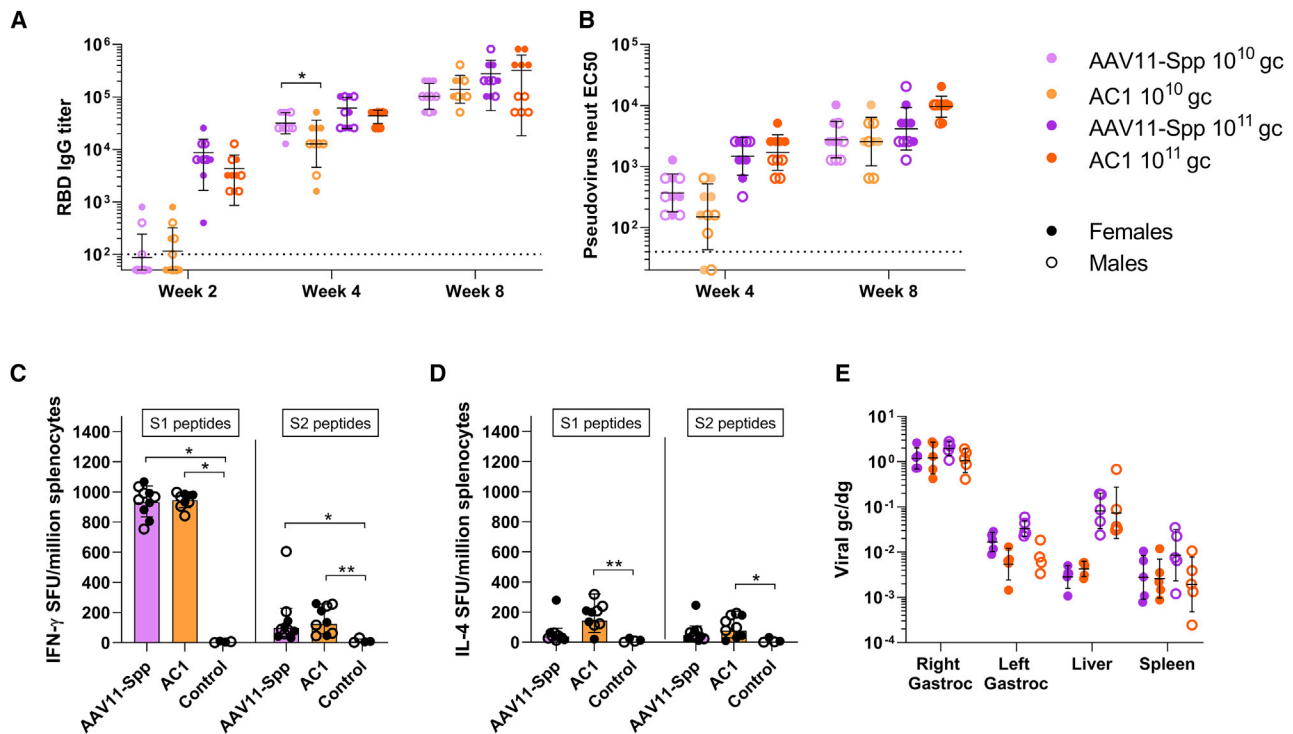 A
RBD IgG titer
10^6
10^5
10^4
10^3
10^2
*
Week 2 Week 4 Week 8
B
Pseudovirus neut EC50
10^5
10^4
10^3
10^2
Week 4 Week 8
AAV11-Spp 10^10 gc
AC1 10^10 gc
AAV11-Spp 10^11 gc
AC1 10^11 gc
Females
Males
C
IFN-γ SFU/million splenocytes
1400
1200
1000
800
600
400
200
0
S1 peptides S2 peptides
*
*
*
**
AAV11-Spp AC1 Control AAV11-Spp AC1 Control
D
IL-4 SFU/million splenocytes
1400
1200
1000
800
600
400
200
0
S1 peptides S2 peptides
**
*
AAV11-Spp AC1 Control AAV11-Spp AC1 Control
E
Viral gc/dg
10^1
10^0
10^-1
10^-2
10^-3
10^-4
Right Left Liver Spleen
Gastroc Gastroc